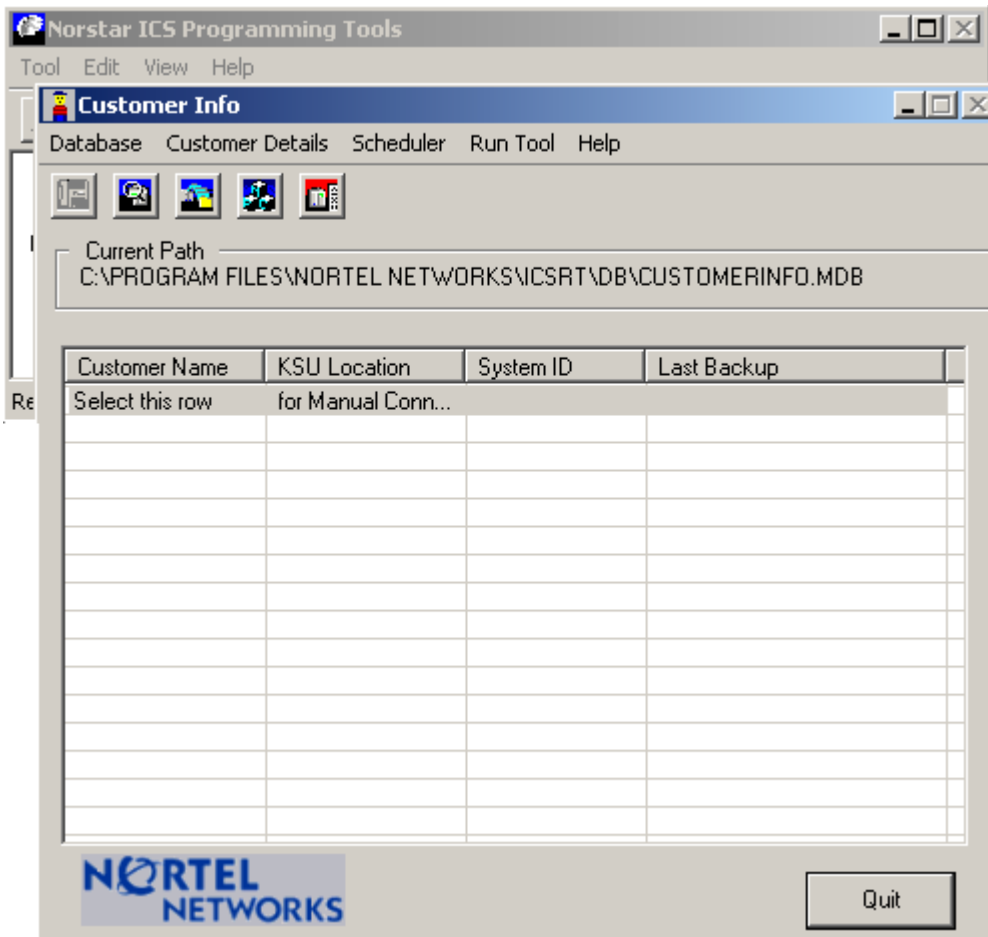 Norstar ICS Programming Tools
Tool Edit View Help
Customer Info
Database Customer Details Scheduler Run Tool Help
Current Path
C:\PROGRAM FILES\NORTEL NETWORKS\ICSRT\DB\CUSTOMERINFO.MDB
Customer Name KSU Location System ID Last Backup
Select this row for Manual Conn...
Re
NORTEL
NETWORKS
Quit